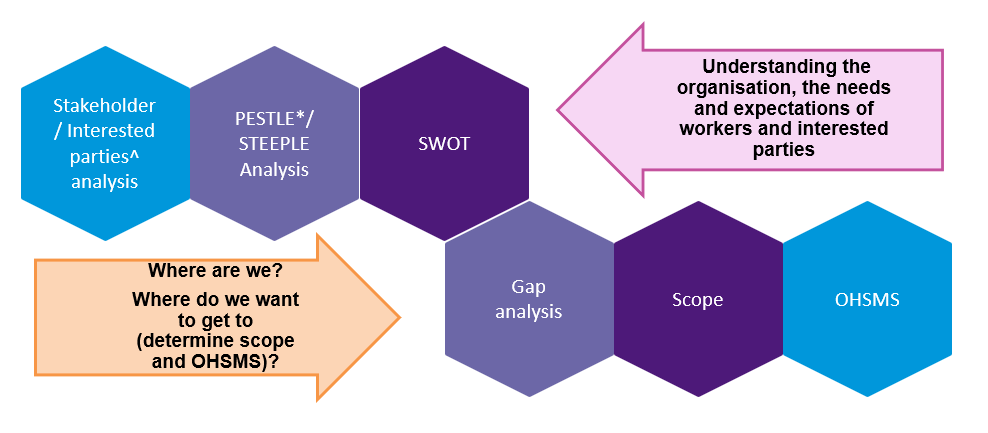 Stakeholder
/ Interested
parties^
analysis
PESTLE*/
STEEPLE
Analysis
SWOT
Understanding the
organisation, the needs
and expectations of
workers and interested
parties
Where are we?
Where do we want
to get to
(determine scope
and OHSMS)?
Gap
analysis
Scope
OHSMS